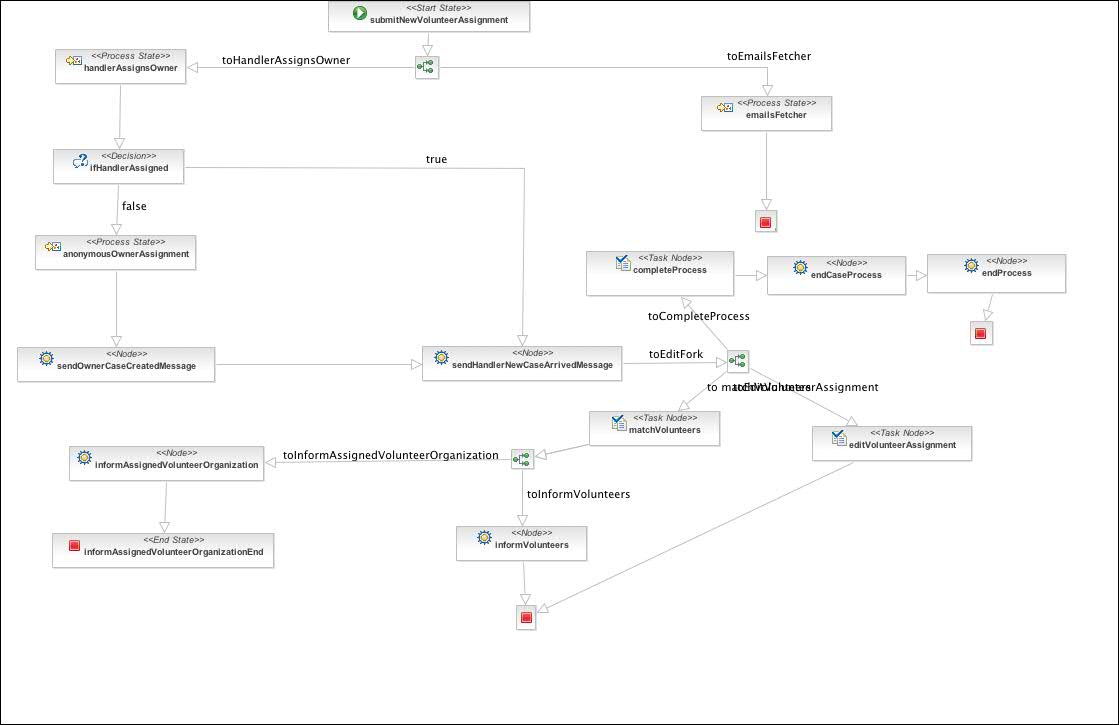 <<Start State>>
submitNewVolunteerAssignment
toHandlerAssignsOwner
toEmailsFetcher
<<Process State>>
handlerAssignsOwner
<<Process State>>
emailsFetcher
<<Decision>>
ifHandlerAssigned
true
false
<<Process State>>
anonymousOwnerAssignment
<<Task Node>>
completeProcess
<<Node>>
endCaseProcess
<<Node>>
endProcess
toCompleteProcess
<<Node>>
sendOwnerCaseCreatedMessage
<<Node>>
sendHandlerNewCaseArrivedMessage
toEditFork
to matchVolunteers
toEditVolunteerAssignment
<<Task Node>>
matchVolunteers
<<Task Node>>
editVolunteerAssignment
<<Node>>
informAssignedVolunteerOrganization
toInformAssignedVolunteerOrganization
toInformVolunteers
<<End State>>
informAssignedVolunteerOrganizationEnd
<<Node>>
informVolunteers